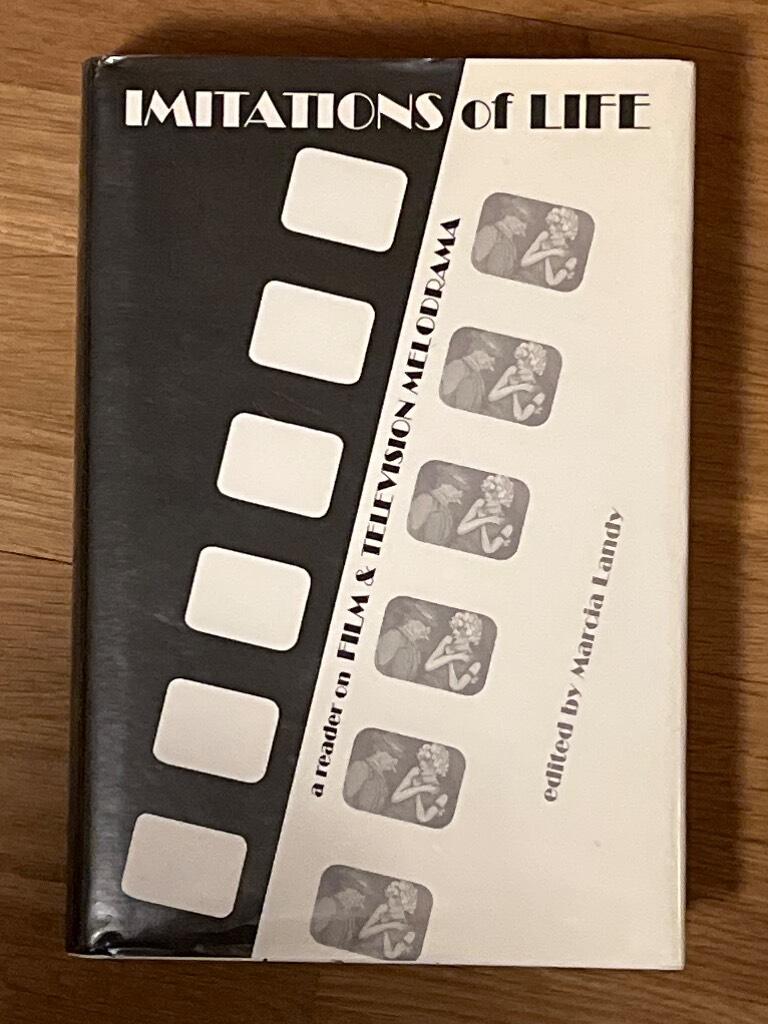 IMITATIONS of LIFE
a reader on FILM & TELEVISION MELODRAMA
edited by Marcia Landy